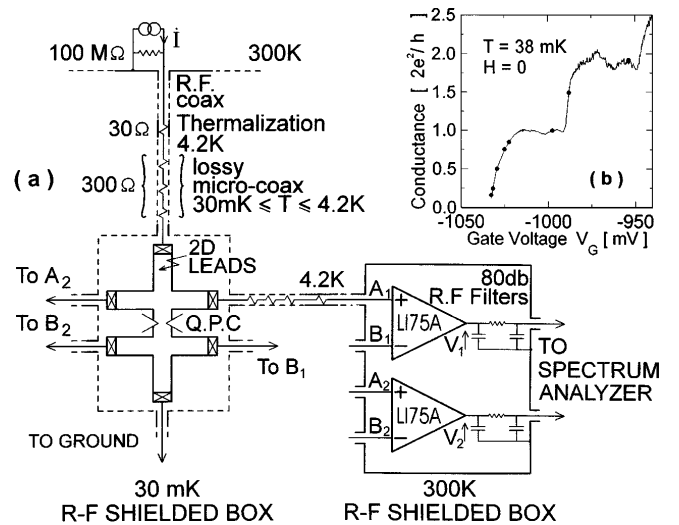 100 MΩ
İ
300K
R.F.
coax
30Ω
Thermalization
4.2K
( a )
300Ω
lossy
micro-coax
30mK ≤ T ≤ 4.2K
2D
LEADS
To A2
To B2
Q.P.C
To B1
TO GROUND
30 mK
R-F SHIELDED BOX
4.2K
80db
R.F Filters
A1
+
LI75A
B1
−
V1
A2
+
LI75A
B2
−
V2
TO
SPECTRUM
ANALYZER
300K
R-F SHIELDED BOX
Conductance [ 2e²/ h ]
2.5
2.0
1.5
1.0
0.5
0.0
T = 38 mK
H = 0
( b )
-1050
-1000
-950
Gate Voltage VG [ mV ]